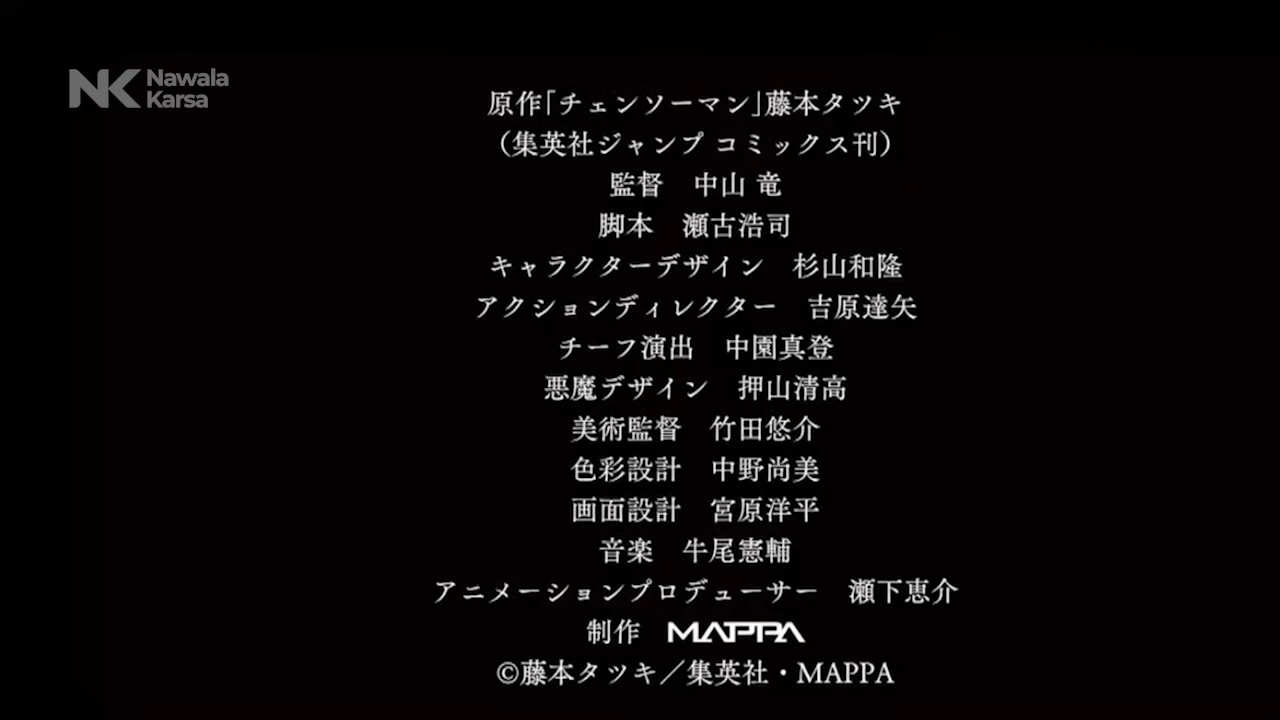 NK Nawala
Karsa
原作「チェンソーマン」藤本タツキ
（集英社ジャンプ コミックス刊）
監督　中山 竜
脚本　瀬古浩司
キャラクターデザイン　杉山和隆
アクションディレクター　吉原達矢
チーフ演出　中園真登
悪魔デザイン　押山清高
美術監督　竹田悠介
色彩設計　中野尚美
画面設計　宮原洋平
音楽　牛尾憲輔
アニメーションプロデューサー　瀬下恵介
制作　MAPPA
©藤本タツキ／集英社・MAPPA